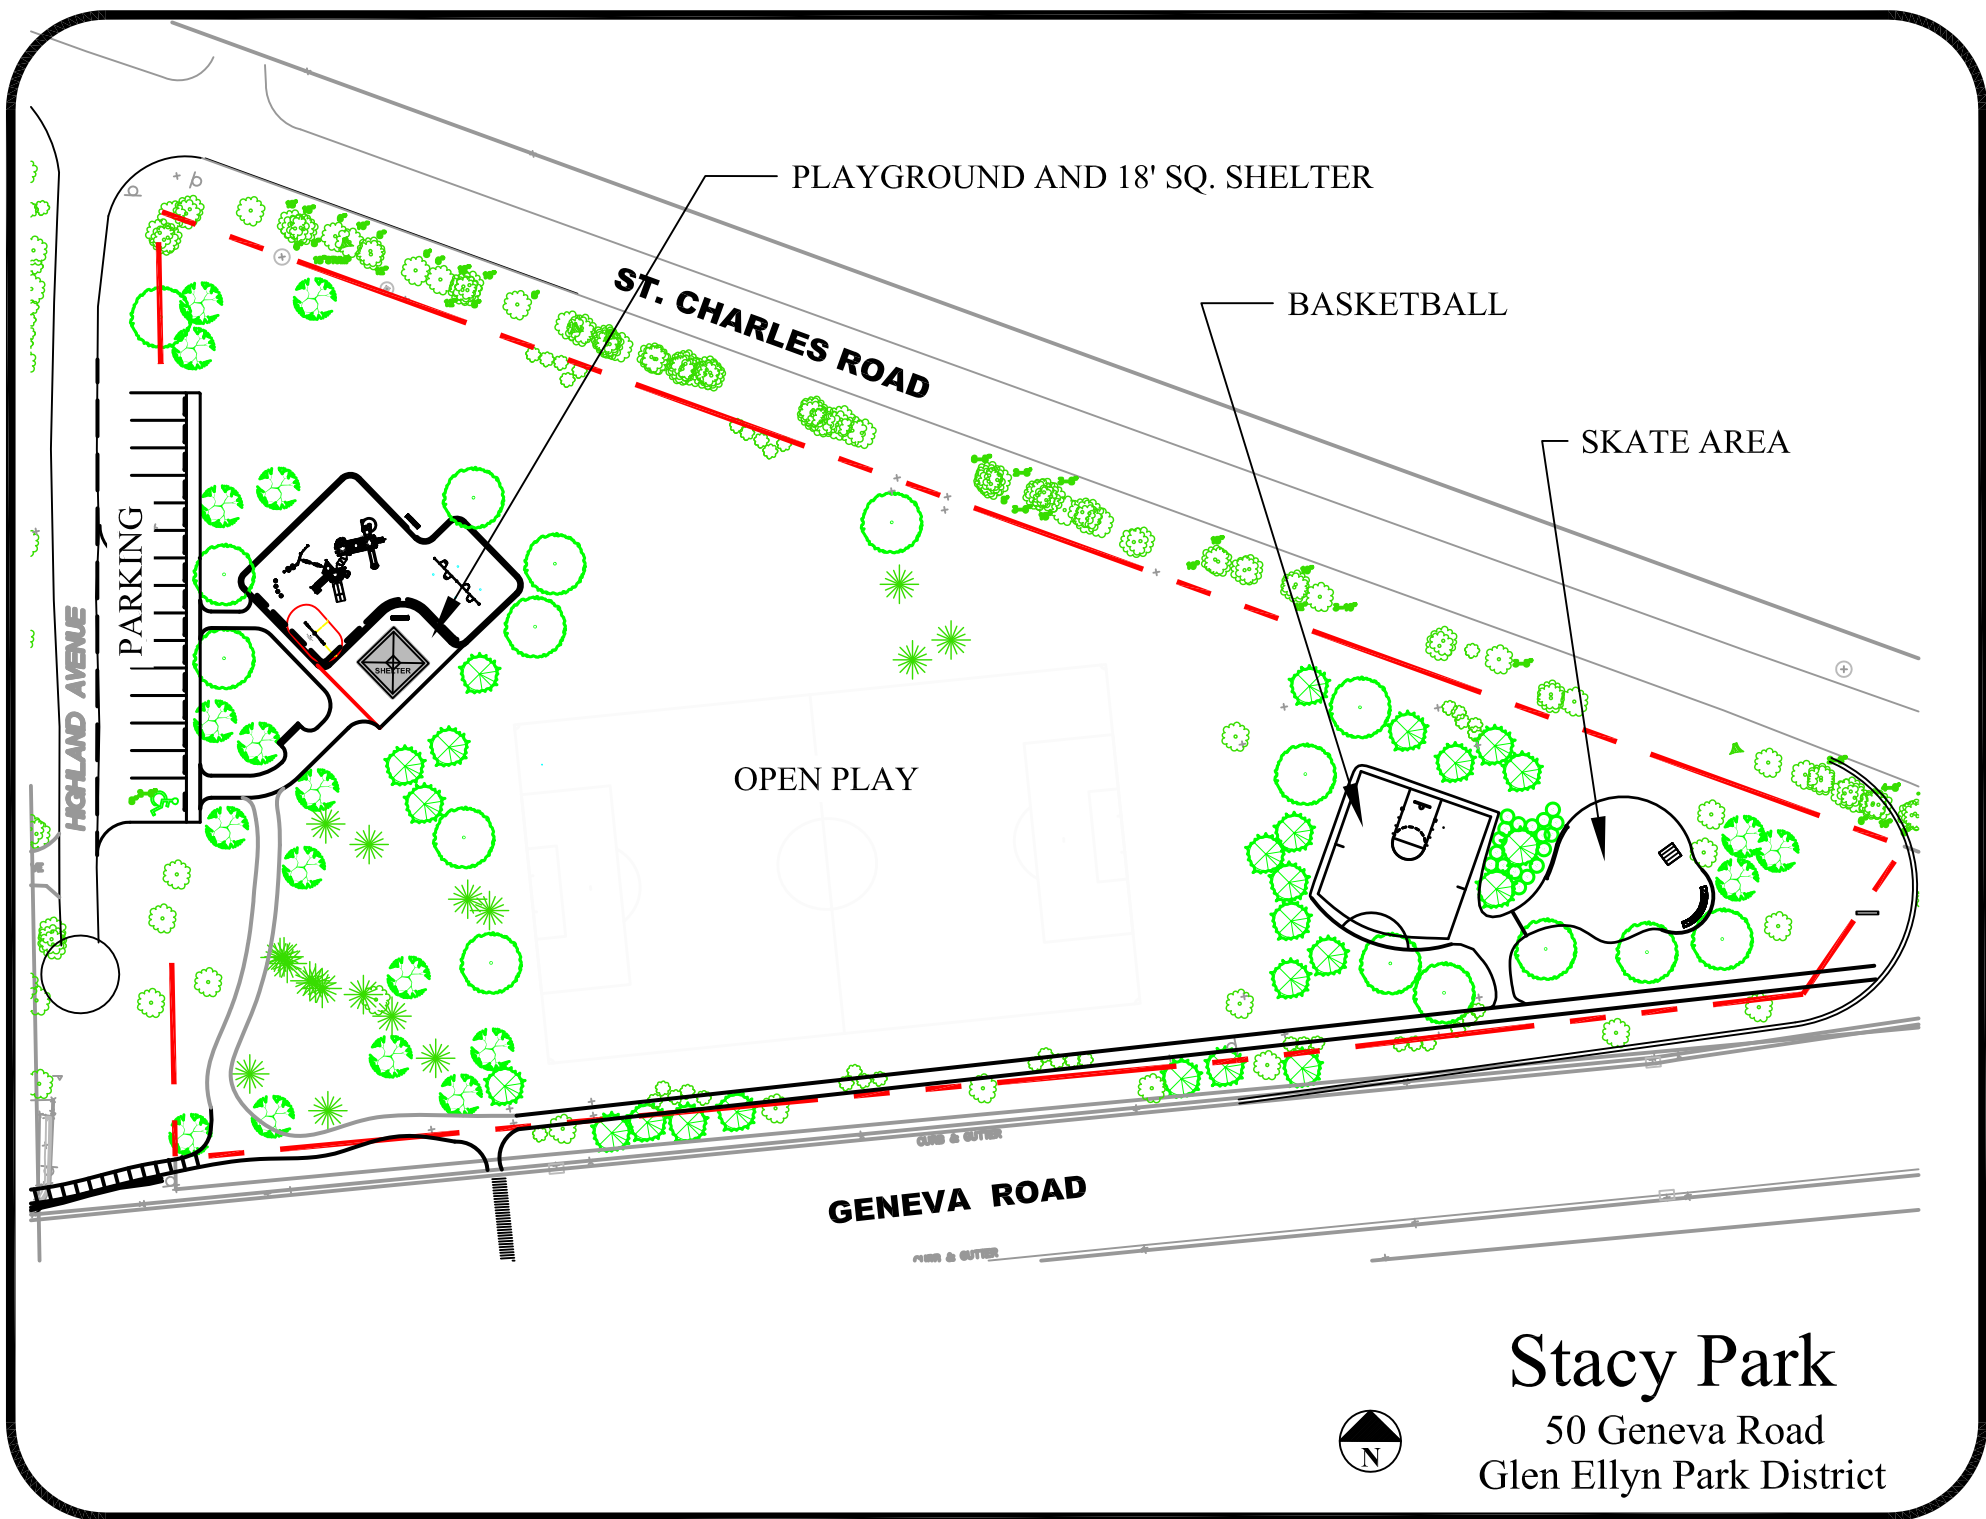 PLAYGROUND AND 18' SQ. SHELTER
ST. CHARLES ROAD
BASKETBALL
SKATE AREA
PARKING
HIGHLAND AVENUE
SHELTER
OPEN PLAY
CURB & GUTTER
GENEVA ROAD
CURB & GUTTER
Stacy Park
50 Geneva Road
Glen Ellyn Park District
N